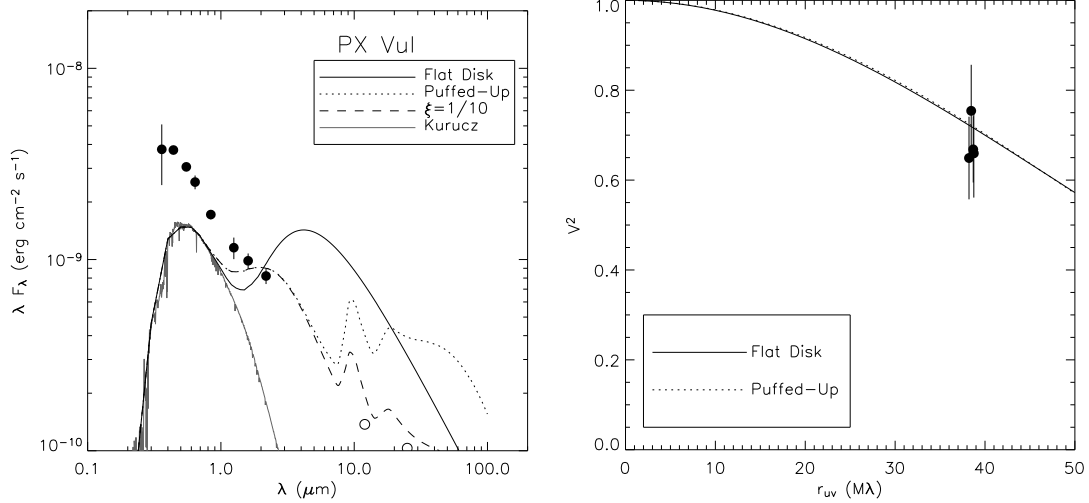 PX Vul
Flat Disk
Puffed-Up
ξ=1/10
Kurucz
10⁻⁸
10⁻⁹
10⁻¹⁰
λ Fλ (erg cm⁻² s⁻¹)
0.1 1.0 10.0 100.0
λ (μm)
1.0
0.8
0.6
0.4
0.2
0.0
V²
Flat Disk
Puffed-Up
0 10 20 30 40 50
r_uv (Mλ)